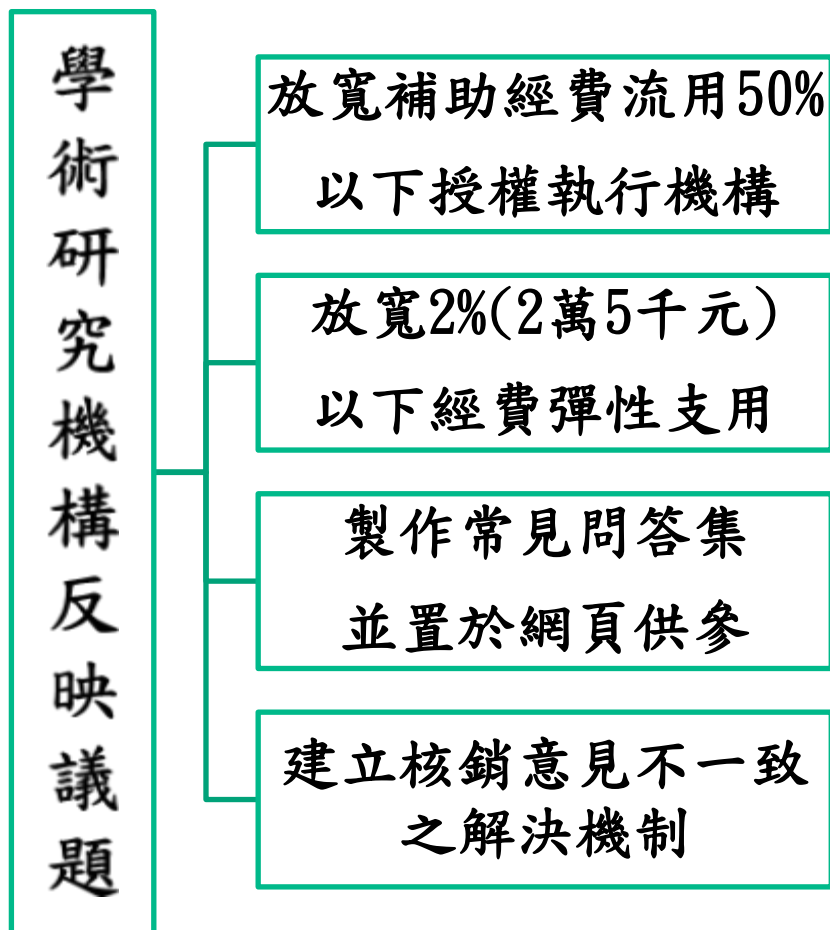 學術研究機構反映議題
放寬補助經費流用50%
以下授權執行機構
放寬2%(2萬5千元)
以下經費彈性支用
製作常見問答集
並置於網頁供參
建立核銷意見不一致
之解決機制